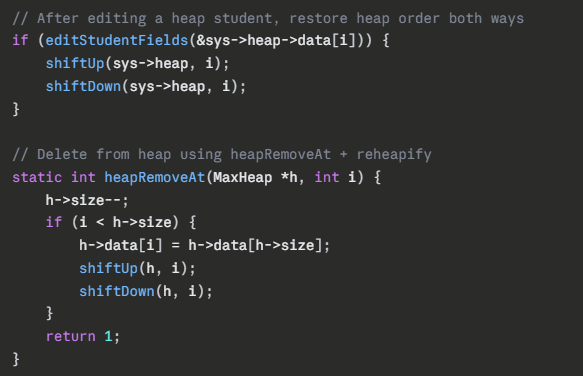 // After editing a heap student, restore heap order both ways
if (editStudentFields(&sys->heap->data[i])) {
    shiftUp(sys->heap, i);
    shiftDown(sys->heap, i);
}

// Delete from heap using heapRemoveAt + reheapify
static int heapRemoveAt(MaxHeap *h, int i) {
    h->size--;
    if (i < h->size) {
        h->data[i] = h->data[h->size];
        shiftUp(h, i);
        shiftDown(h, i);
    }
    return 1;
}